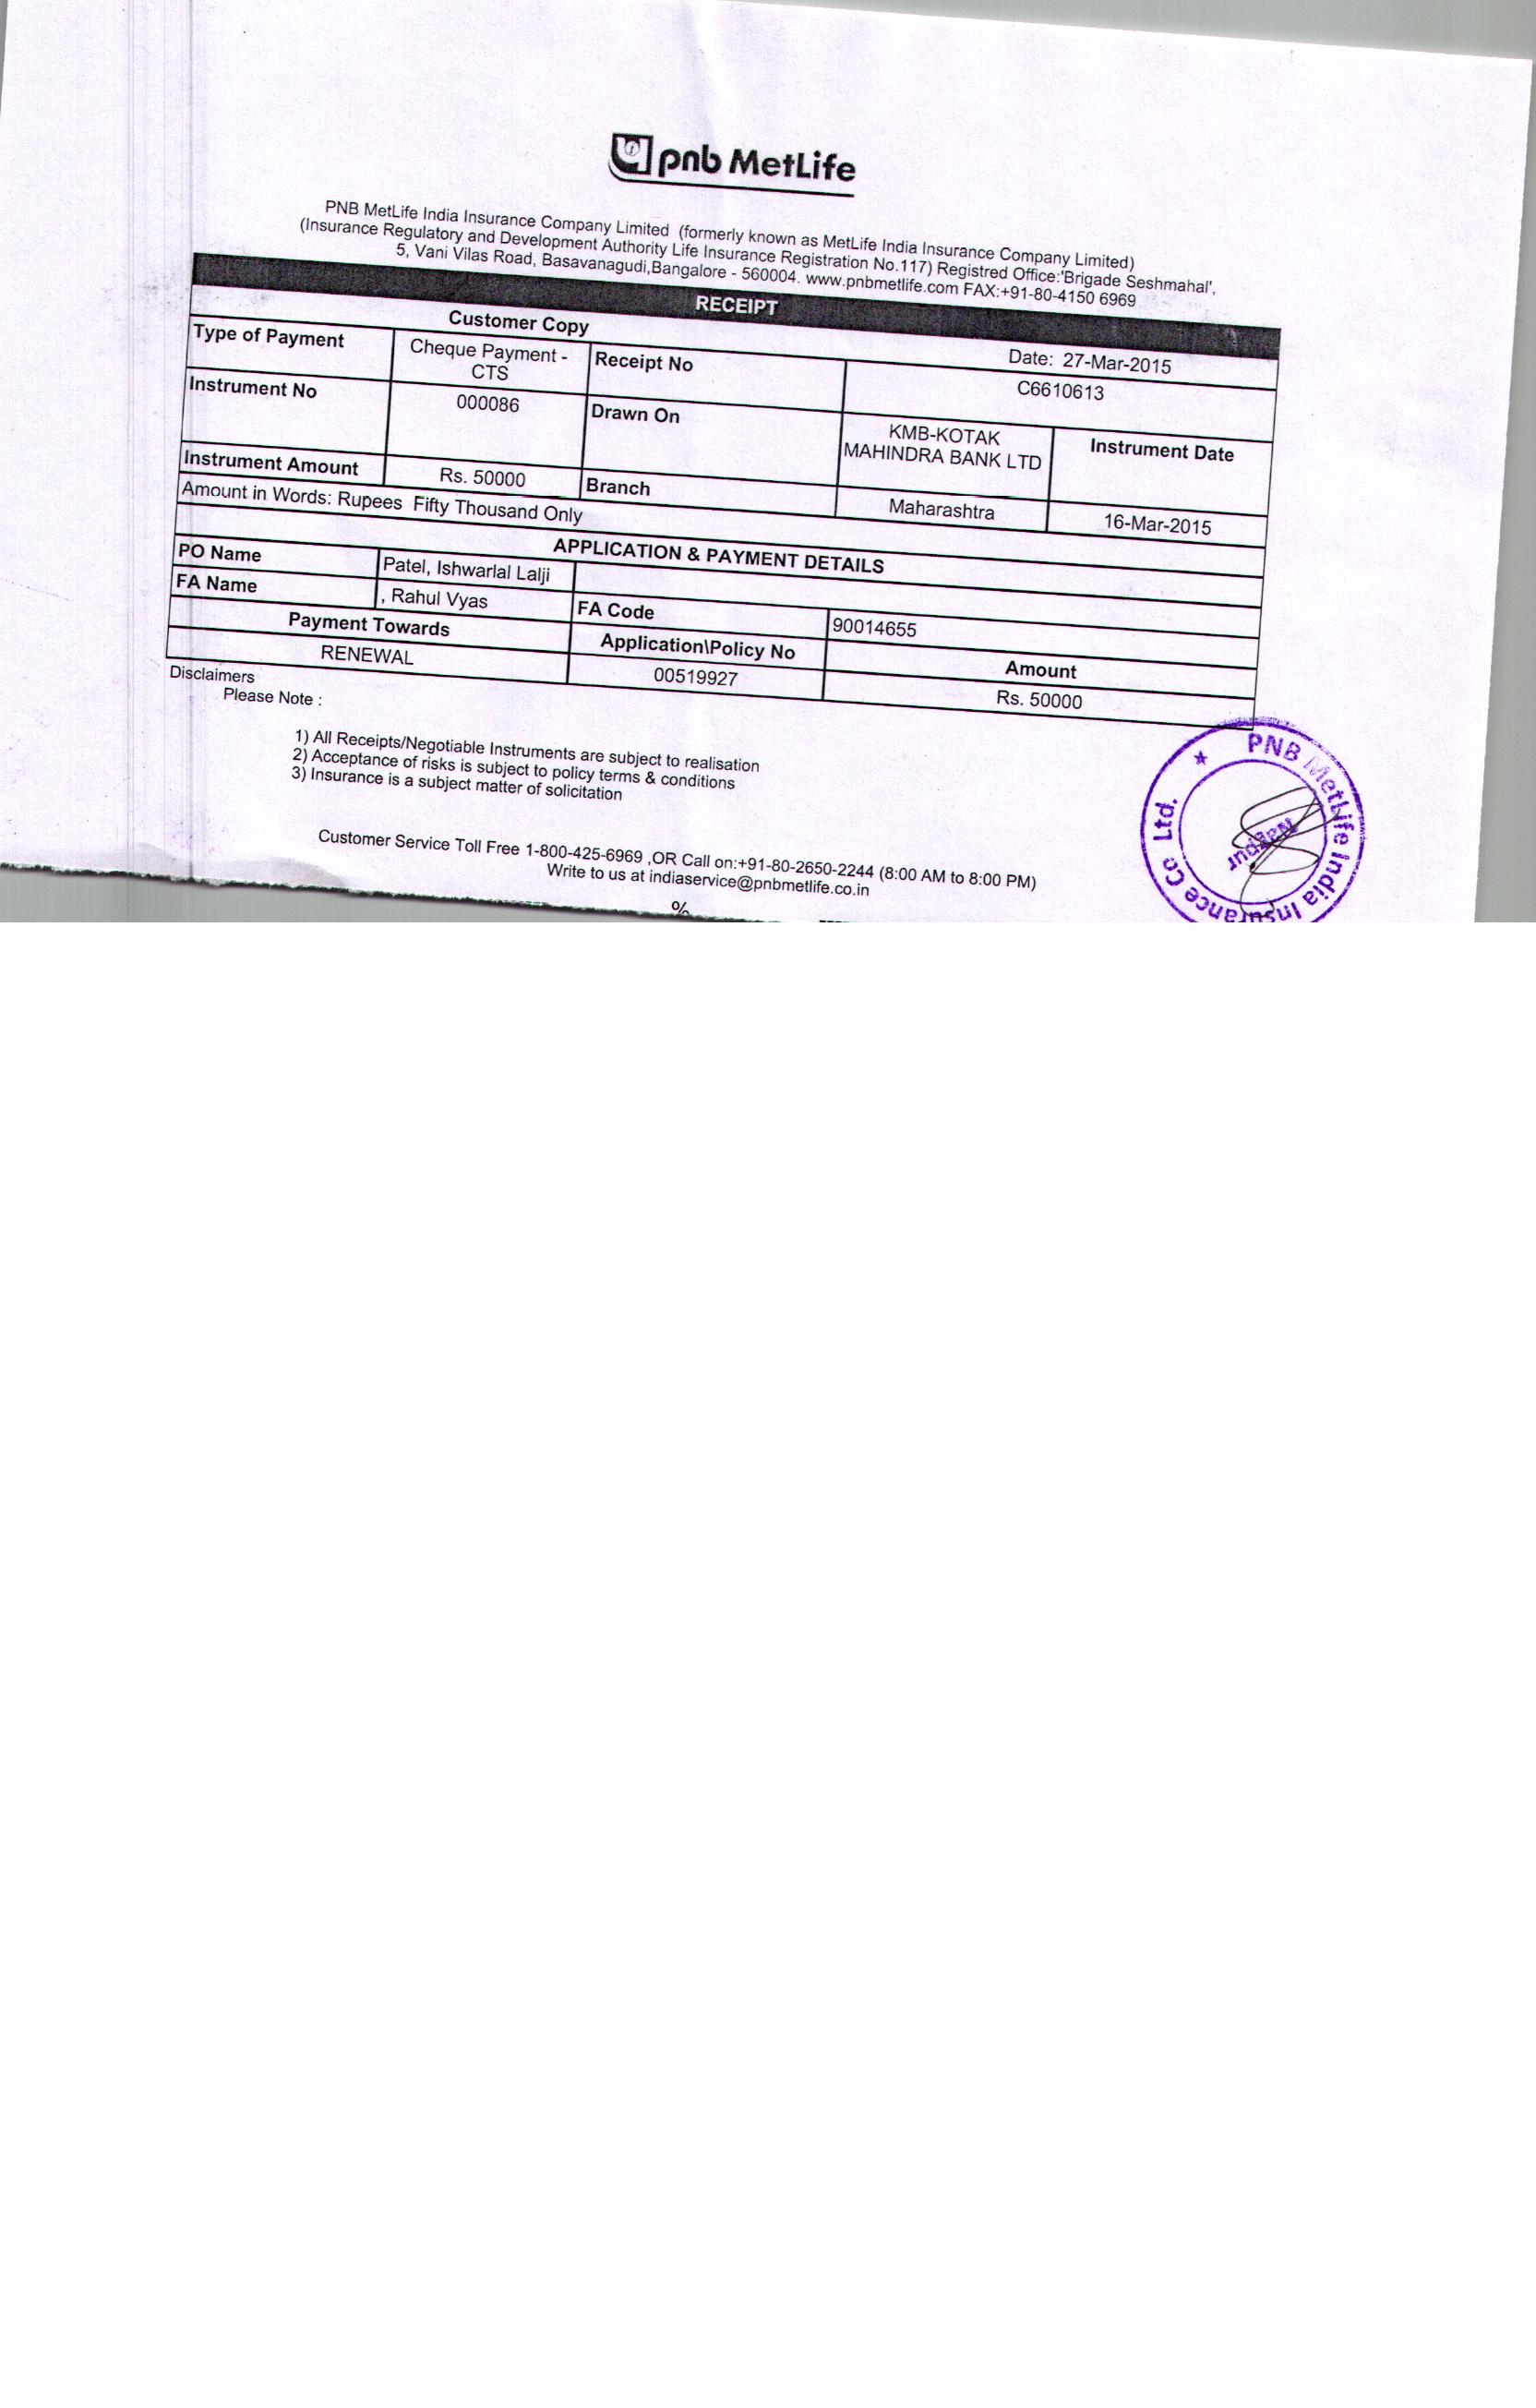 pnb MetLife
PNB MetLife India Insurance Company Limited (formerly known as MetLife India Insurance Company Limited)
(Insurance Regulatory and Development Authority Life Insurance Registration No.117) Registred Office:'Brigade Seshmahal',
5, Vani Vilas Road, Basavanagudi,Bangalore - 560004. www.pnbmetlife.com FAX:+91-80-4150 6969
RECEIPT
Customer Copy Date: 27-Mar-2015
Type of Payment Cheque Payment - CTS Receipt No C6610613
Instrument No 000086 Drawn On KMB-KOTAK MAHINDRA BANK LTD Instrument Date
Instrument Amount Rs. 50000 Branch Maharashtra 16-Mar-2015
Amount in Words: Rupees Fifty Thousand Only
APPLICATION & PAYMENT DETAILS
PO Name Patel, Ishwarlal Lalji
FA Name , Rahul Vyas FA Code 90014655
Payment Towards Application\Policy No Amount
RENEWAL 00519927 Rs. 50000
Disclaimers
Please Note :
1) All Receipts/Negotiable Instruments are subject to realisation
2) Acceptance of risks is subject to policy terms & conditions
3) Insurance is a subject matter of solicitation
Customer Service Toll Free 1-800-425-6969 ,OR Call on:+91-80-2650-2244 (8:00 AM to 8:00 PM)
Write to us at indiaservice@pnbmetlife.co.in
%
PNB MetLife India Insurance Co Ltd.
Nagpur